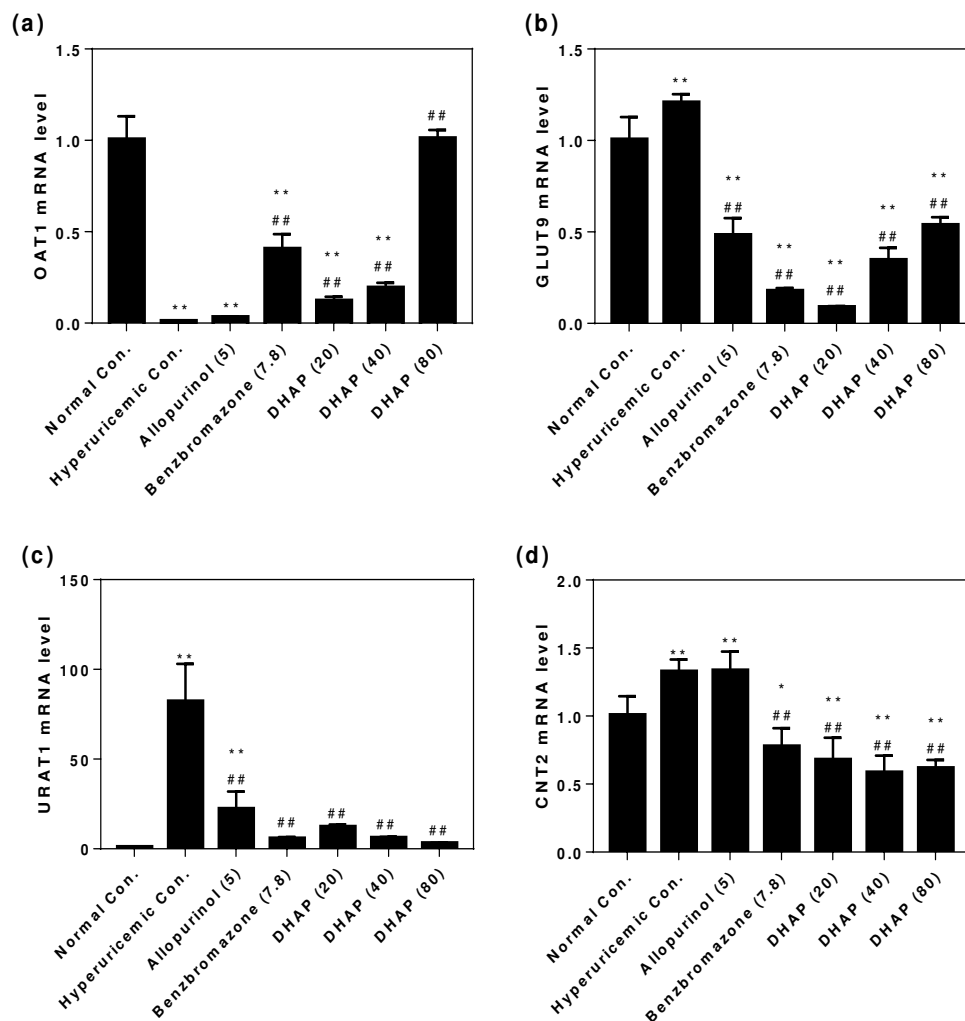 (a)
OAT1 mRNA level
1.5
1.0
0.5
0.0
** 
**
** ##
** ##
** ##
##
Normal Con.
Hyperuricemic Con.
Allopurinol (5)
Benzbromazone (7.8)
DHAP (20)
DHAP (40)
DHAP (80)
(b)
GLUT9 mRNA level
1.5
1.0
0.5
0.0
**
** ##
** ##
** ##
** ##
** ##
Normal Con.
Hyperuricemic Con.
Allopurinol (5)
Benzbromazone (7.8)
DHAP (20)
DHAP (40)
DHAP (80)
(c)
URAT1 mRNA level
150
100
50
0
**
** ##
##
##
##
##
Normal Con.
Hyperuricemic Con.
Allopurinol (5)
Benzbromazone (7.8)
DHAP (20)
DHAP (40)
DHAP (80)
(d)
CNT2 mRNA level
2.0
1.5
1.0
0.5
0.0
**
**
* ##
** ##
** ##
** ##
Normal Con.
Hyperuricemic Con.
Allopurinol (5)
Benzbromazone (7.8)
DHAP (20)
DHAP (40)
DHAP (80)